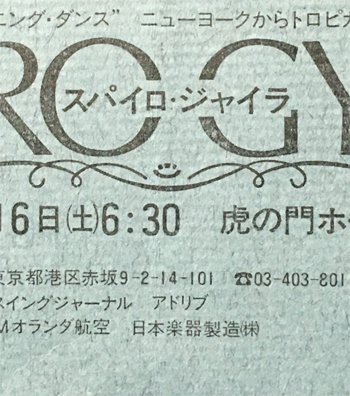 ニング・ダンス” ニューヨークからトロピカ
RO GY
スパイロ・ジャイラ
16日(土)6:30 虎の門ホー
東京都港区赤坂9-2-14-101 ☎03-403-801
スイングジャーナル アドリブ
Mオランダ航空 日本楽器製造㈱